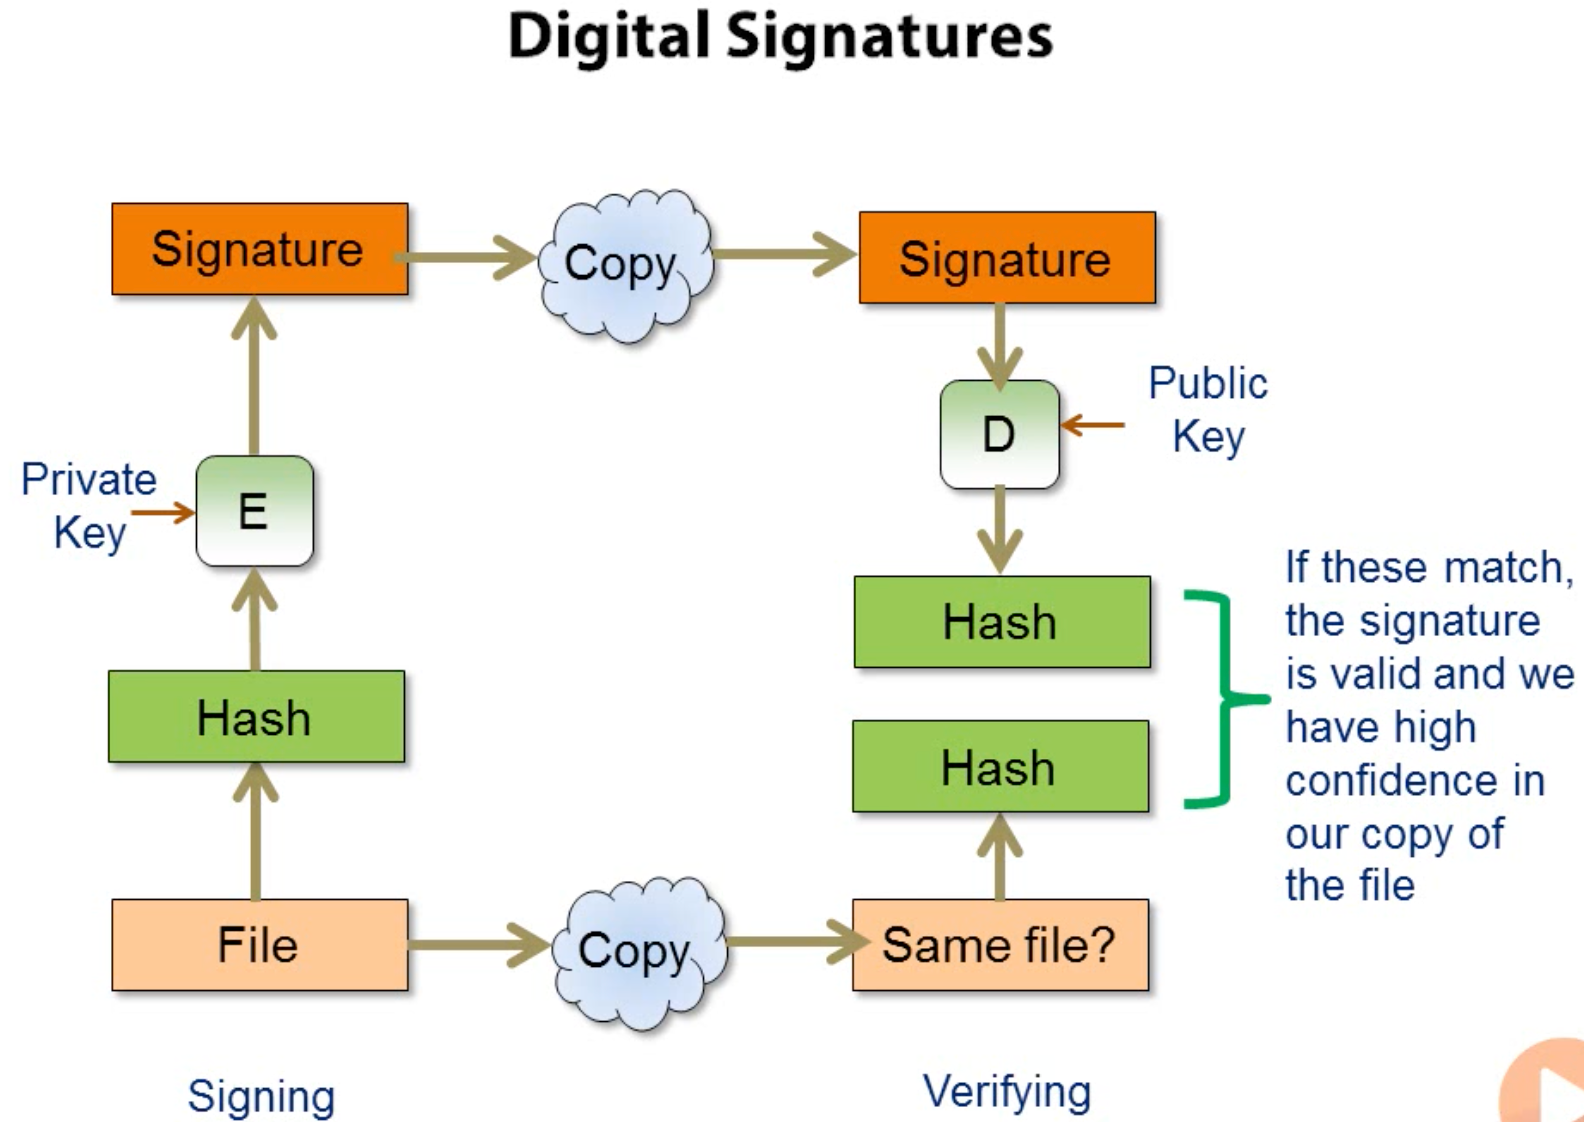 Digital Signatures
Signature
Copy
Signature
Private
Key
E
D
Public
Key
Hash
Hash
Hash
If these match,
the signature
is valid and we
have high
confidence in
our copy of
the file
File
Copy
Same file?
Signing
Verifying